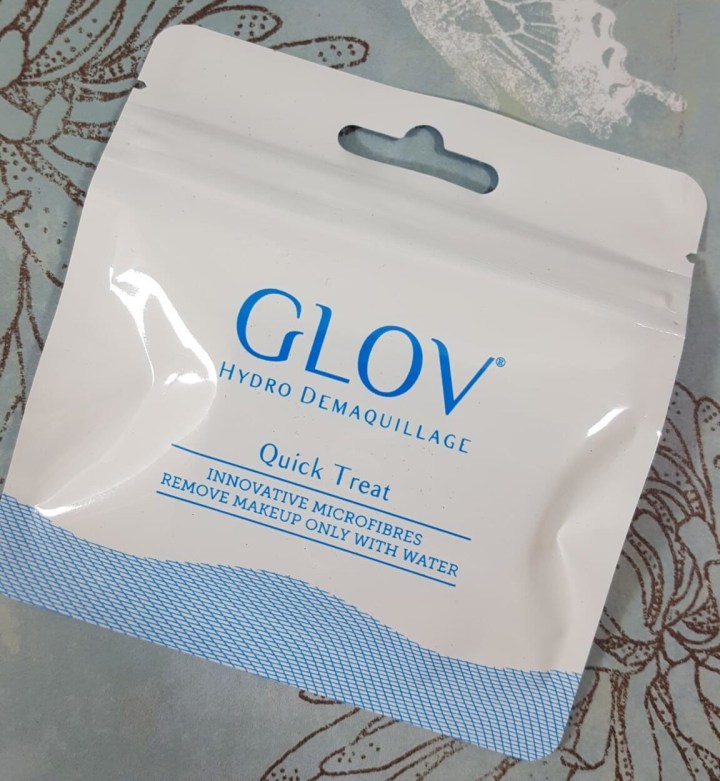 GLOV®
HYDRO DEMAQUILLAGE
Quick Treat
INNOVATIVE MICROFIBRES
REMOVE MAKEUP ONLY WITH WATER